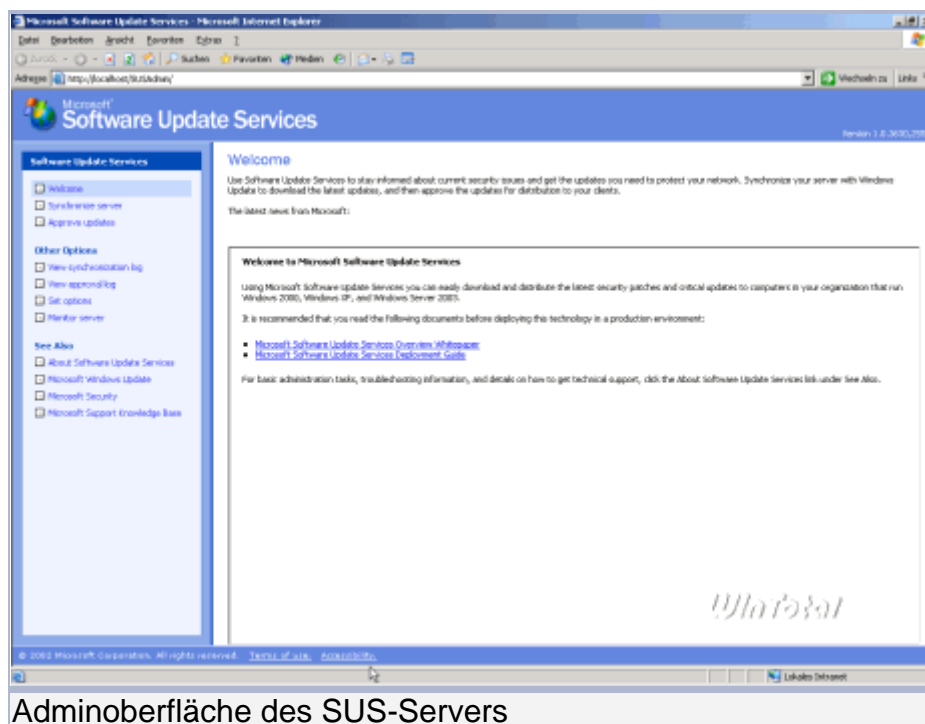 Microsoft Software Update Services - Microsoft Internet Explorer
Datei Bearbeiten Ansicht Favoriten Extras ?
Zurück Suchen Favoriten Medien
Adresse http://localhost/SUSAdmin/ Wechseln zu Links
Microsoft
Software Update Services
Version 1.0.
Software Update Services
Welcome
Synchronize server
Approve updates
Other Options
View synchronization log
View approval log
Set options
Monitor server
See Also
About Software Update Services
Microsoft Windows Update
Microsoft Security
Microsoft Support Knowledge Base
Welcome
Use Software Update Services to stay informed about current security issues and get the updates you need to protect your network. Synchronize your server with Windows
Update to download the latest updates, and then approve the updates for distribution to your clients.
The latest news from Microsoft:
Welcome to Microsoft Software Update Services
Using Microsoft Software Update Services you can easily download and distribute the latest security patches and critical updates to computers in your organization that run
Windows 2000, Windows XP, and Windows Server 2003.
It is recommended that you read the following documents before deploying this technology in a production environment:
Microsoft Software Update Services Overview Whitepaper
Microsoft Software Update Services Deployment Guide
For basic administration tasks, troubleshooting information, and details on how to get technical support, click the About Software Update Services link under See Also.
WinTotal
© 2002 Microsoft Corporation. All rights reserved. Terms of use. Accessibility.
Lokales Intranet
Adminoberfläche des SUS-Servers